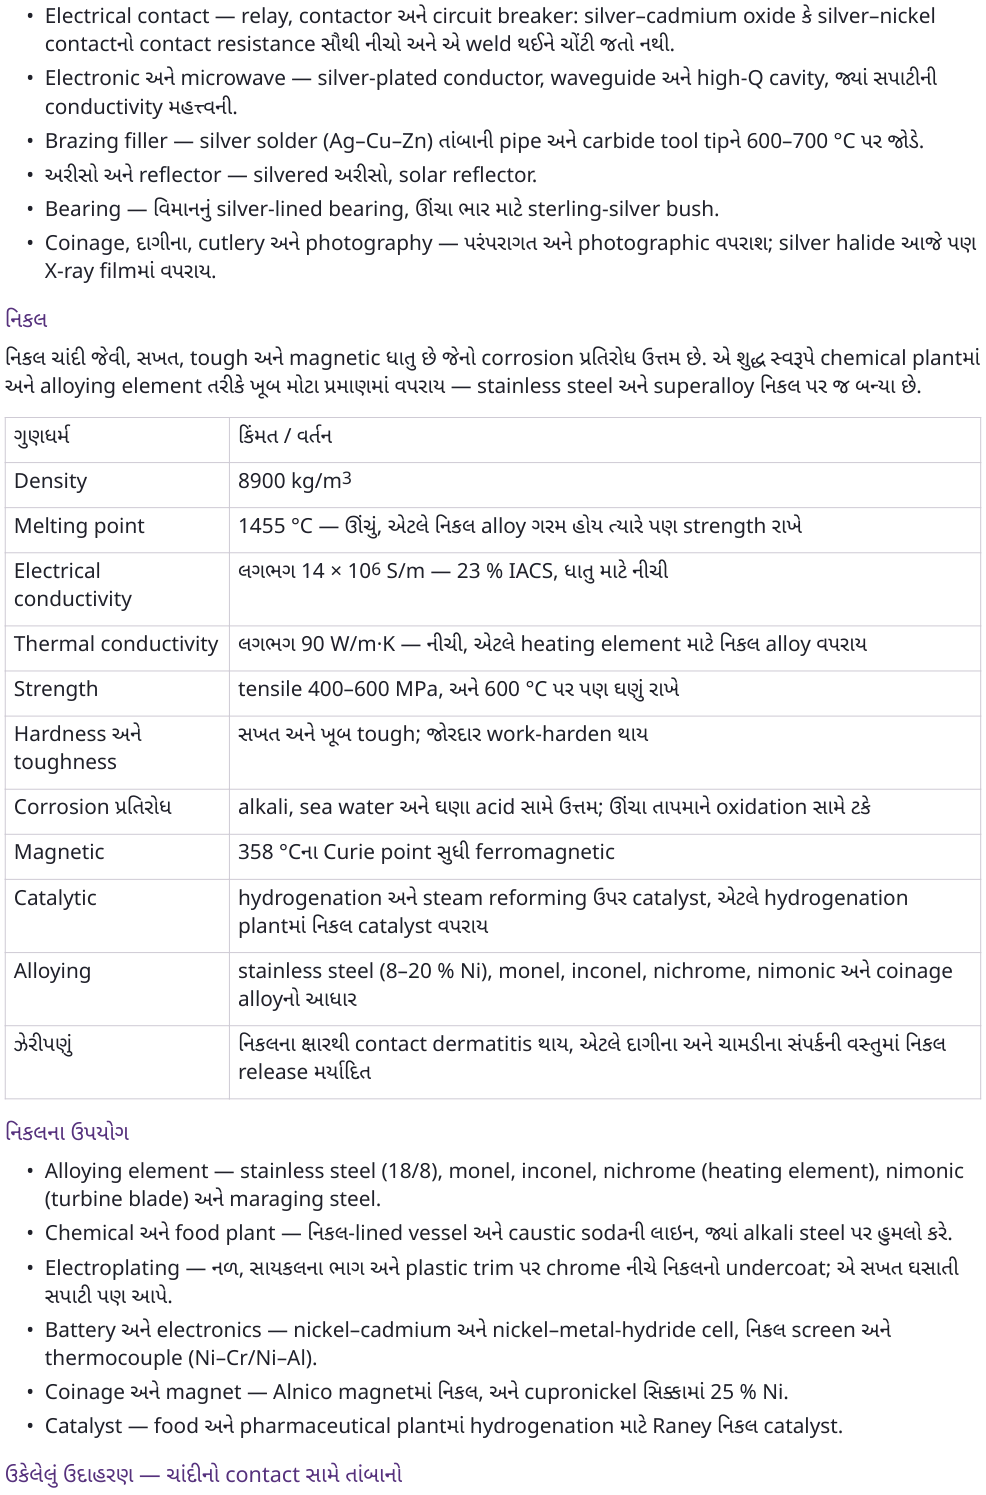 • Electrical contact — relay, contactor અને circuit breaker: silver–cadmium oxide કે silver–nickel
contactનો contact resistance સૌથી નીચો અને એ weld થઈને ચોંટી જતો નથી.
• Electronic અને microwave — silver-plated conductor, waveguide અને high-Q cavity, જ્યાં સપાટીની
conductivity મહત્ત્વની.
• Brazing filler — silver solder (Ag–Cu–Zn) તાંબાની pipe અને carbide tool tipને 600–700 °C પર જોડે.
• અરીસો અને reflector — silvered અરીસો, solar reflector.
• Bearing — વિમાનનું silver-lined bearing, ઊંચા ભાર માટે sterling-silver bush.
• Coinage, દાગીના, cutlery અને photography — પરંપરાગત અને photographic વપરાશ; silver halide આજે પણ
X-ray filmમાં વપરાય.
નિકલ
નિકલ ચાંદી જેવી, સખત, tough અને magnetic ધાતુ છે જેનો corrosion પ્રતિરોધ ઉત્તમ છે. એ શુદ્ધ સ્વરૂપે chemical plantમાં
અને alloying element તરીકે ખૂબ મોટા પ્રમાણમાં વપરાય — stainless steel અને superalloy નિકલ પર જ બન્યા છે.
ગુણધર્મ કિંમત / વર્તન
Density 8900 kg/m³
Melting point 1455 °C — ઊંચું, એટલે નિકલ alloy ગરમ હોય ત્યારે પણ strength રાખે
Electrical લગભગ 14 × 10⁶ S/m — 23 % IACS, ધાતુ માટે નીચી
conductivity
Thermal conductivity લગભગ 90 W/m·K — નીચી, એટલે heating element માટે નિકલ alloy વપરાય
Strength tensile 400–600 MPa, અને 600 °C પર પણ ઘણું રાખે
Hardness અને સખત અને ખૂબ tough; જોરદાર work-harden થાય
toughness
Corrosion પ્રતિરોધ alkali, sea water અને ઘણા acid સામે ઉત્તમ; ઊંચા તાપમાને oxidation સામે ટકે
Magnetic 358 °Cના Curie point સુધી ferromagnetic
Catalytic hydrogenation અને steam reforming ઉપર catalyst, એટલે hydrogenation
plantમાં નિકલ catalyst વપરાય
Alloying stainless steel (8–20 % Ni), monel, inconel, nichrome, nimonic અને coinage
alloyનો આધાર
ઝેરીપણું નિકલના ક્ષારથી contact dermatitis થાય, એટલે દાગીના અને ચામડીના સંપર્કની વસ્તુમાં નિકલ
release મર્યાદિત
નિકલના ઉપયોગ
• Alloying element — stainless steel (18/8), monel, inconel, nichrome (heating element), nimonic
(turbine blade) અને maraging steel.
• Chemical અને food plant — નિકલ-lined vessel અને caustic sodaની લાઇન, જ્યાં alkali steel પર હુમલો કરે.
• Electroplating — નળ, સાયકલના ભાગ અને plastic trim પર chrome નીચે નિકલનો undercoat; એ સખત ઘસાતી
સપાટી પણ આપે.
• Battery અને electronics — nickel–cadmium અને nickel–metal-hydride cell, નિકલ screen અને
thermocouple (Ni–Cr/Ni–Al).
• Coinage અને magnet — Alnico magnetમાં નિકલ, અને cupronickel સિક્કામાં 25 % Ni.
• Catalyst — food અને pharmaceutical plantમાં hydrogenation માટે Raney નિકલ catalyst.
ઉકેલેલું ઉદાહરણ — ચાંદીનો contact સામે તાંબાનો